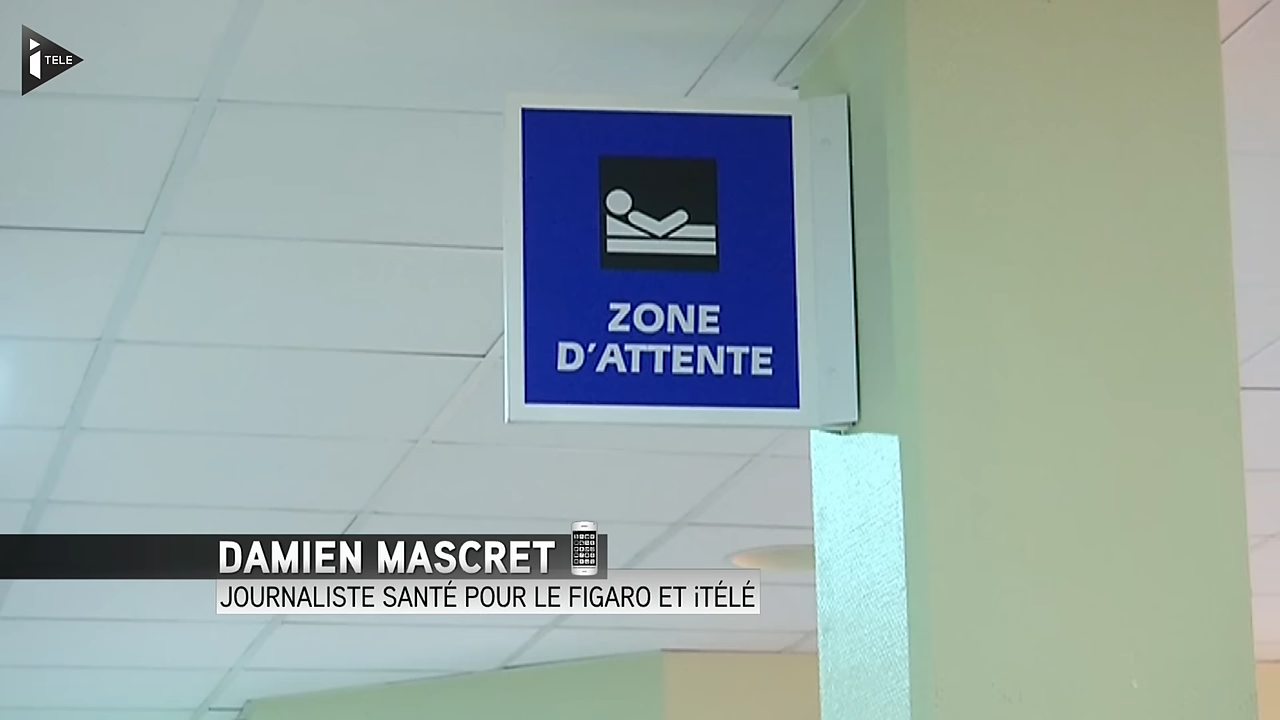 i TELE
ZONE
D'ATTENTE
DAMIEN MASCRET
JOURNALISTE SANTÉ POUR LE FIGARO ET iTÉLÉ